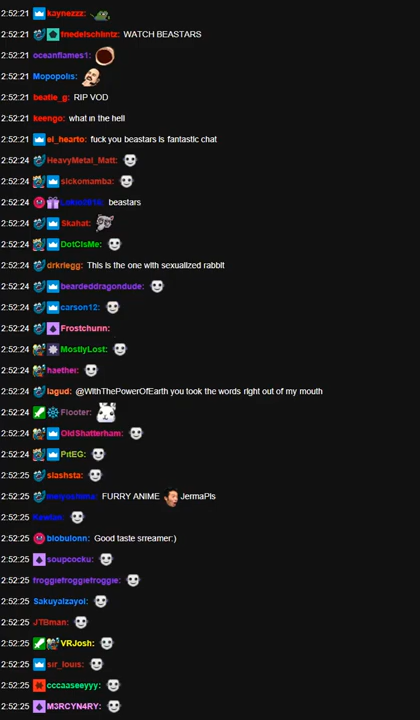 2:52:21 kaynezzz:
2:52:21 friedelschlintz: WATCH BEASTARS
2:52:21 oceanflames1:
2:52:21 Mopopolis:
2:52:21 beatle_g: RIP VOD
2:52:21 keengo: what in the hell
2:52:21 el_hearto: fuck you beastars is fantastic chat
2:52:24 HeavyMetal_Matt:
2:52:24 sickomamba:
2:52:24 beastars
2:52:24 Skahat:
2:52:24 DotCIsMe:
2:52:24 drkriegg: This is the one with sexualized rabbit
2:52:24 beardeddragondude:
2:52:24 carson12:
2:52:24 Frostchurin:
2:52:24 MostlyLost:
2:52:24 haethei:
2:52:24 lagud: @WithThePowerOfEarth you took the words right out of my mouth
2:52:24 Flooter:
2:52:24 OldShatterham:
2:52:24 PitEG:
2:52:25 slashsta:
2:52:25 FURRY ANIME JermaPls
2:52:25
2:52:25 blobulonn: Good taste srreamer:)
2:52:25 soupcocku:
2:52:25 froggiefroggiefroggie:
2:52:25 Sakuyaizayoi:
2:52:25 JTBman:
2:52:25 VRJosh:
2:52:25 sir_louis:
2:52:25 cccaaseeyyy:
2:52:25 M3RCYN4RY: